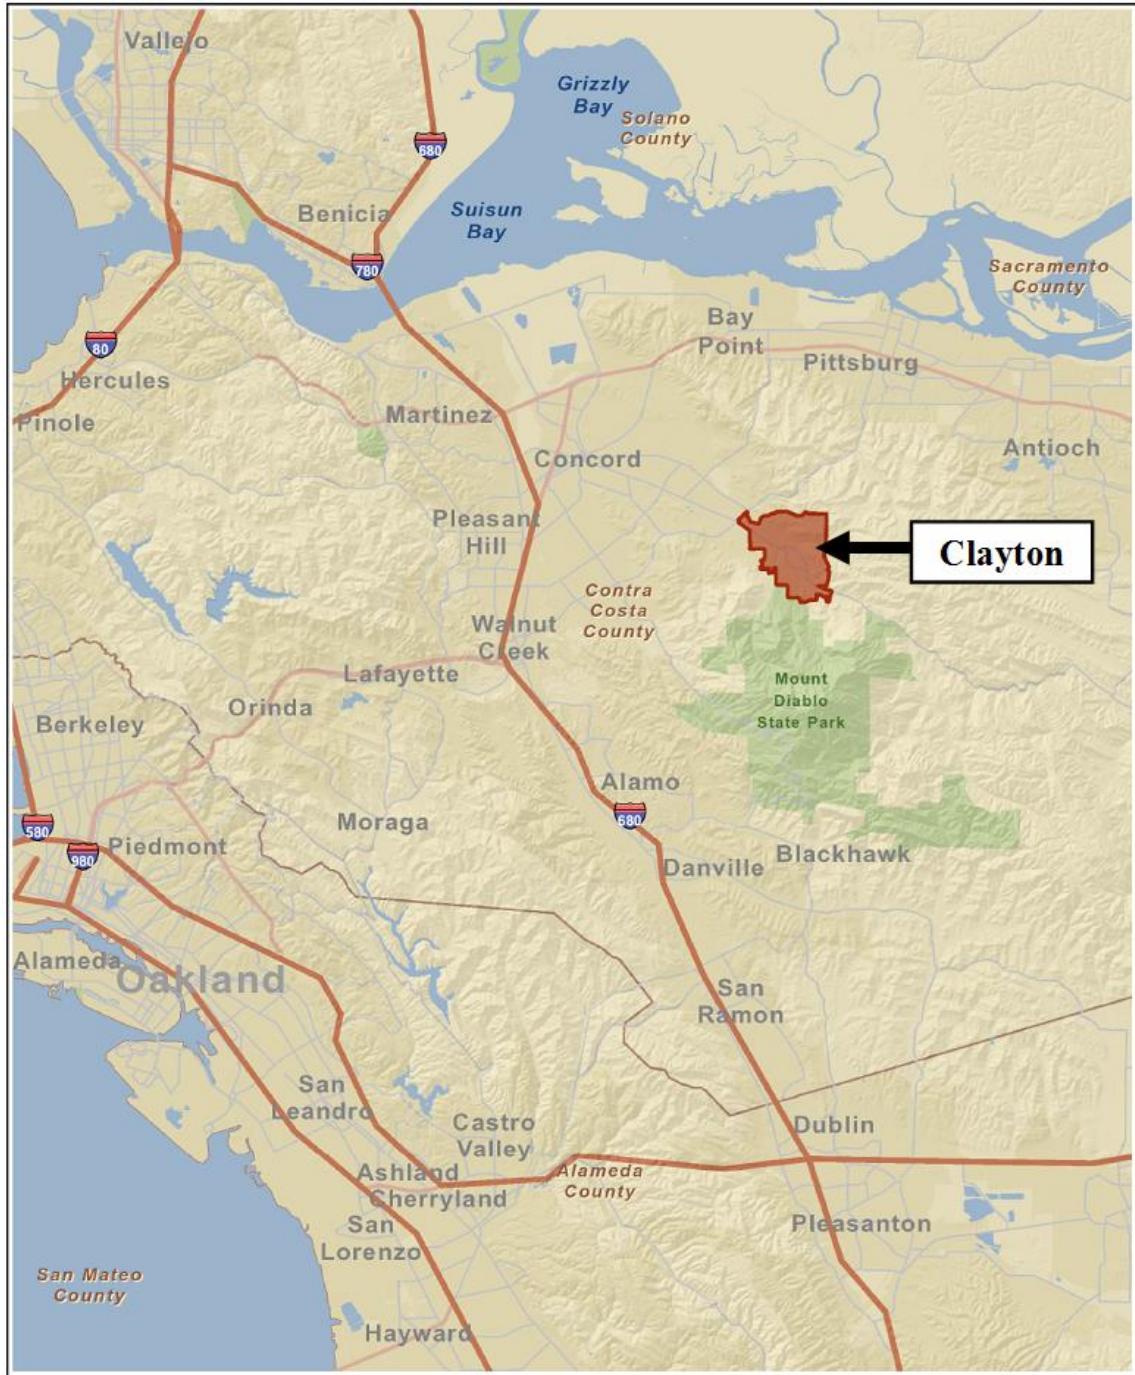 Vallejo
Grizzly
Bay
Solano
County
680
Benicia
Suisun
Bay
780
Sacramento
County
80
Bay
Point
Pittsburg
Hercules
Pinole
Martinez
Antioch
Concord
Pleasant
Hill
Clayton
Contra
Costa
County
Walnut
Creek
Lafayette
Mount
Diablo
State Park
Orinda
Berkeley
Alamo
680
Moraga
580
980
Piedmont
Danville
Blackhawk
Alameda
Oakland
San
Ramon
San
Leandro
Castro
Valley
Dublin
Ashland
Cherryland
Alameda
County
San
Lorenzo
Pleasanton
San Mateo
County
Hayward